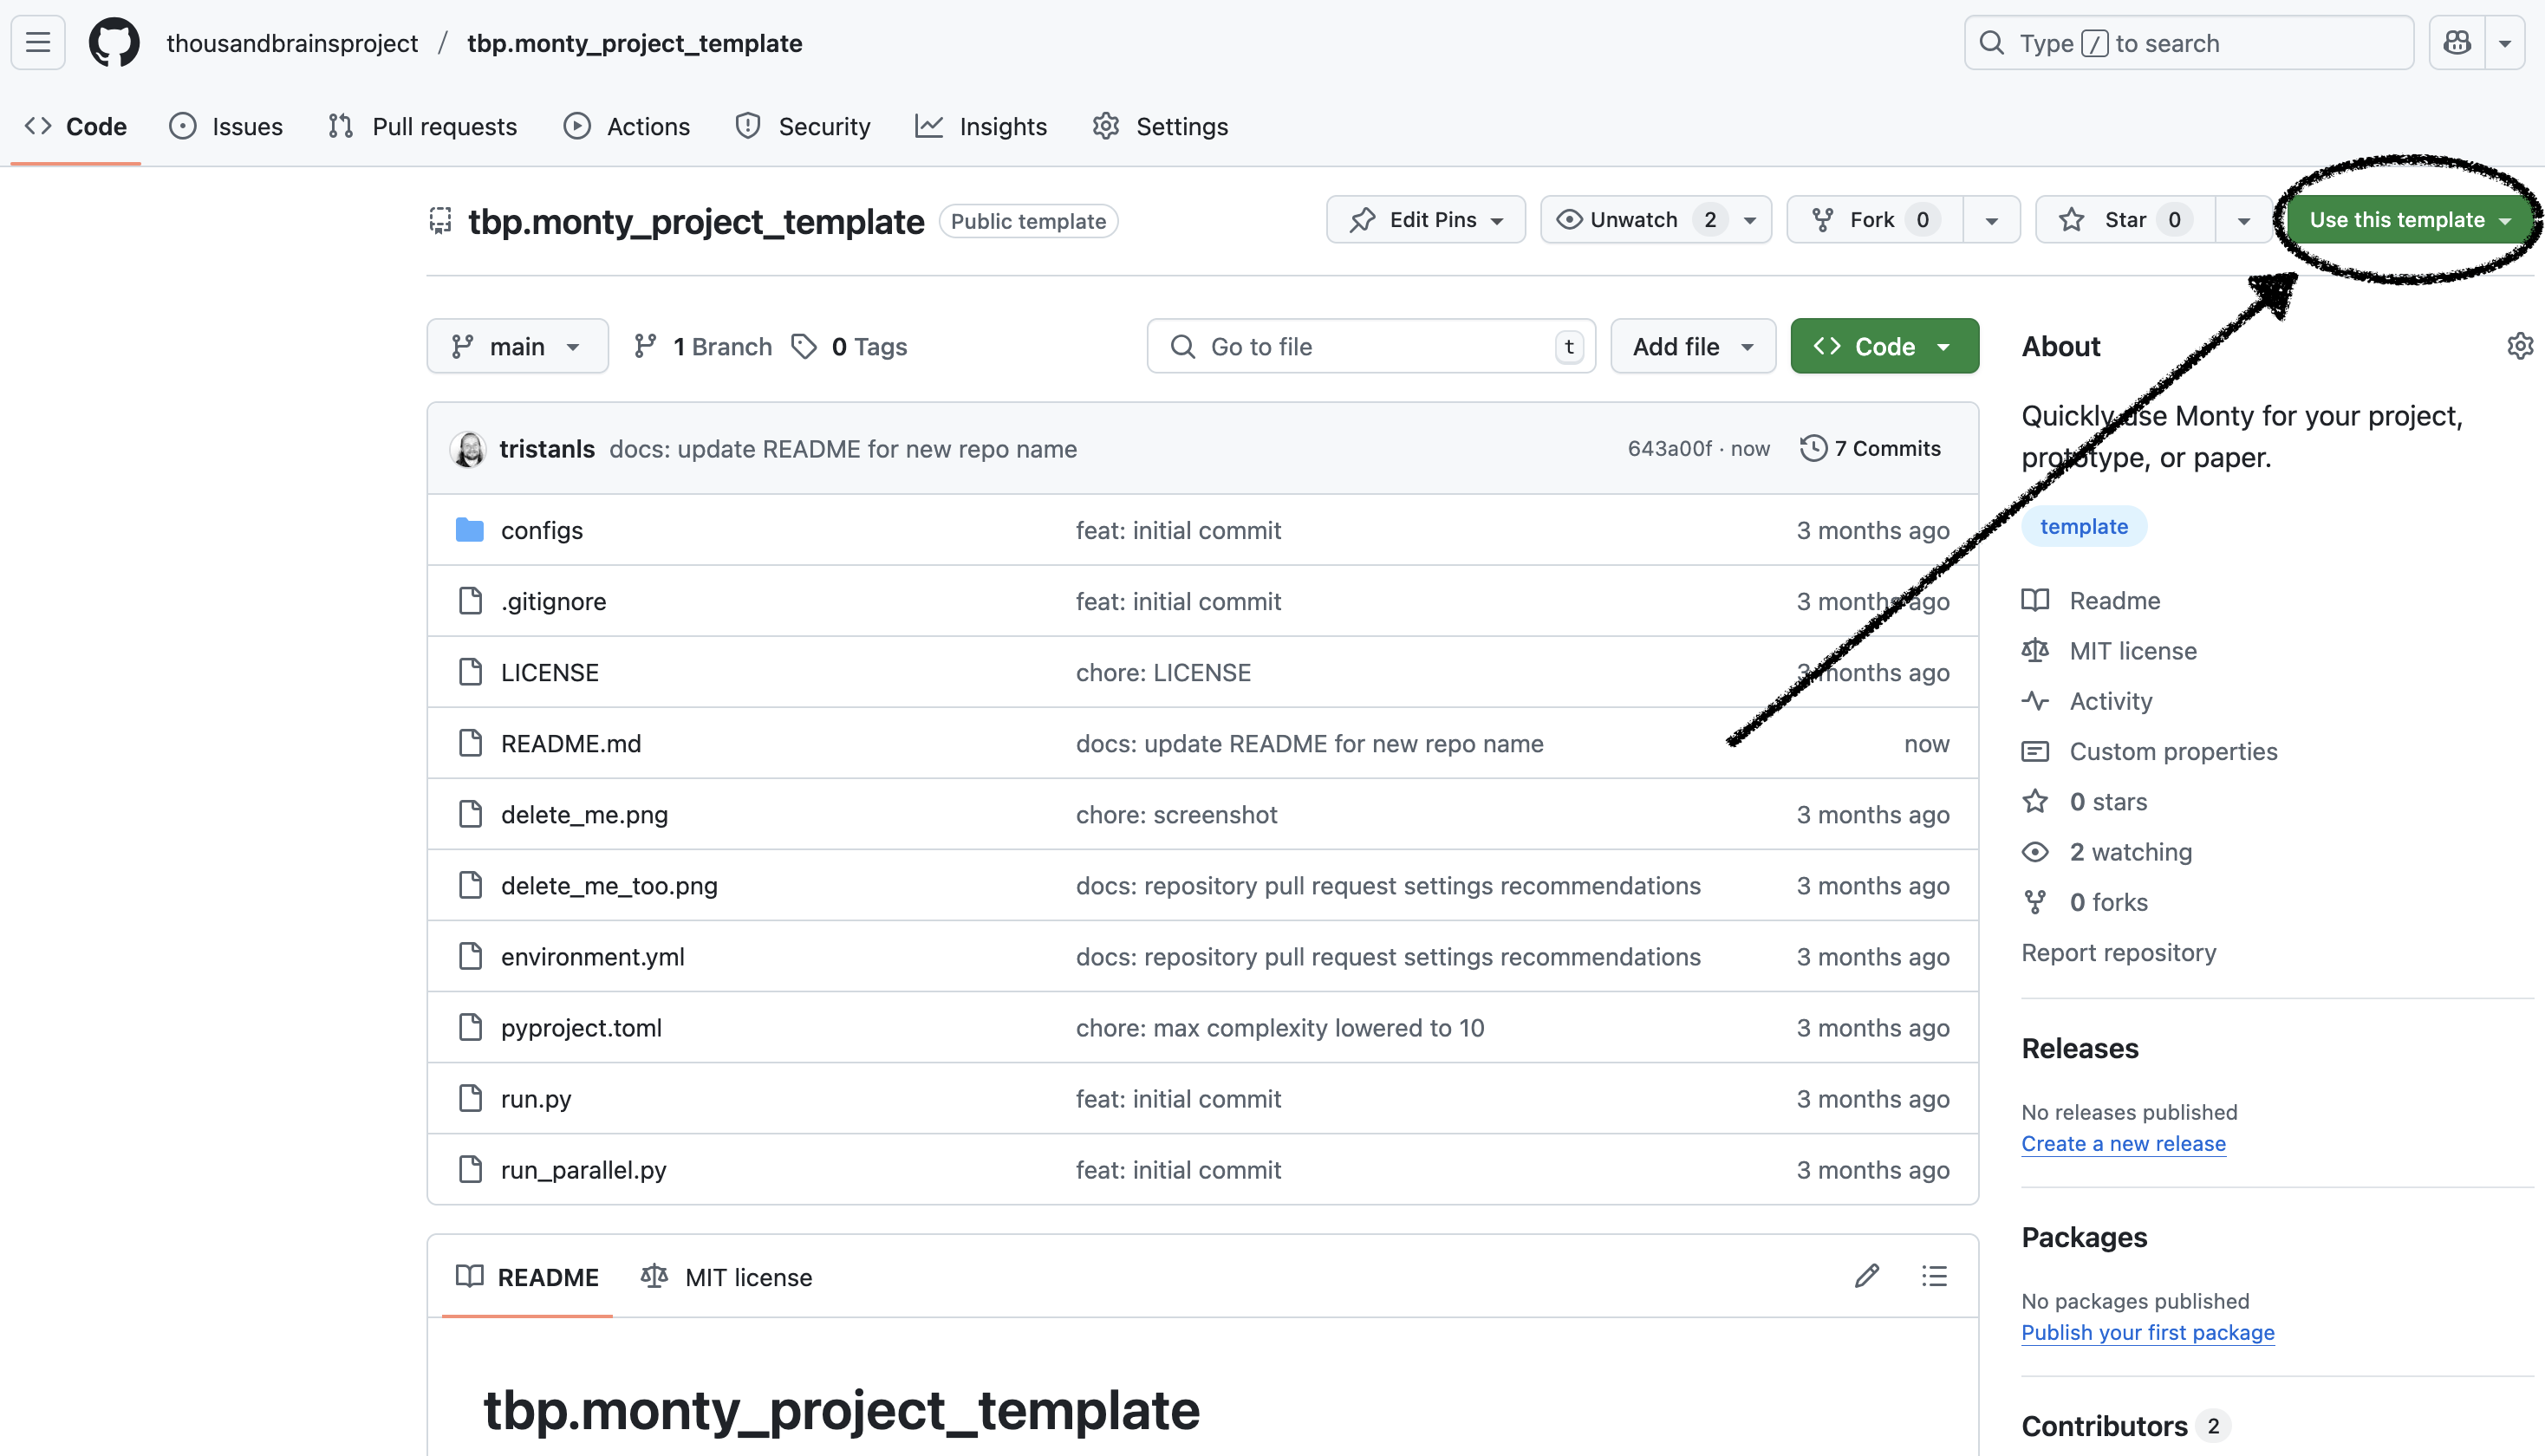 thousandbrainsproject / tbp.monty_project_template
Type / to search
Code Issues Pull requests Actions Security Insights Settings
tbp.monty_project_template Public template Edit Pins Unwatch 2 Fork 0 Star 0 Use this template
main 1 Branch 0 Tags Go to file t Add file Code
tristanls docs: update README for new repo name 643a00f · now 7 Commits
configs feat: initial commit 3 months ago
.gitignore feat: initial commit 3 months ago
LICENSE chore: LICENSE 3 months ago
README.md docs: update README for new repo name now
delete_me.png chore: screenshot 3 months ago
delete_me_too.png docs: repository pull request settings recommendations 3 months ago
environment.yml docs: repository pull request settings recommendations 3 months ago
pyproject.toml chore: max complexity lowered to 10 3 months ago
run.py feat: initial commit 3 months ago
run_parallel.py feat: initial commit 3 months ago
README MIT license
tbp.monty_project_template
About
Quickly use Monty for your project,
prototype, or paper.
template
Readme
MIT license
Activity
Custom properties
0 stars
2 watching
0 forks
Report repository
Releases
No releases published
Create a new release
Packages
No packages published
Publish your first package
Contributors 2